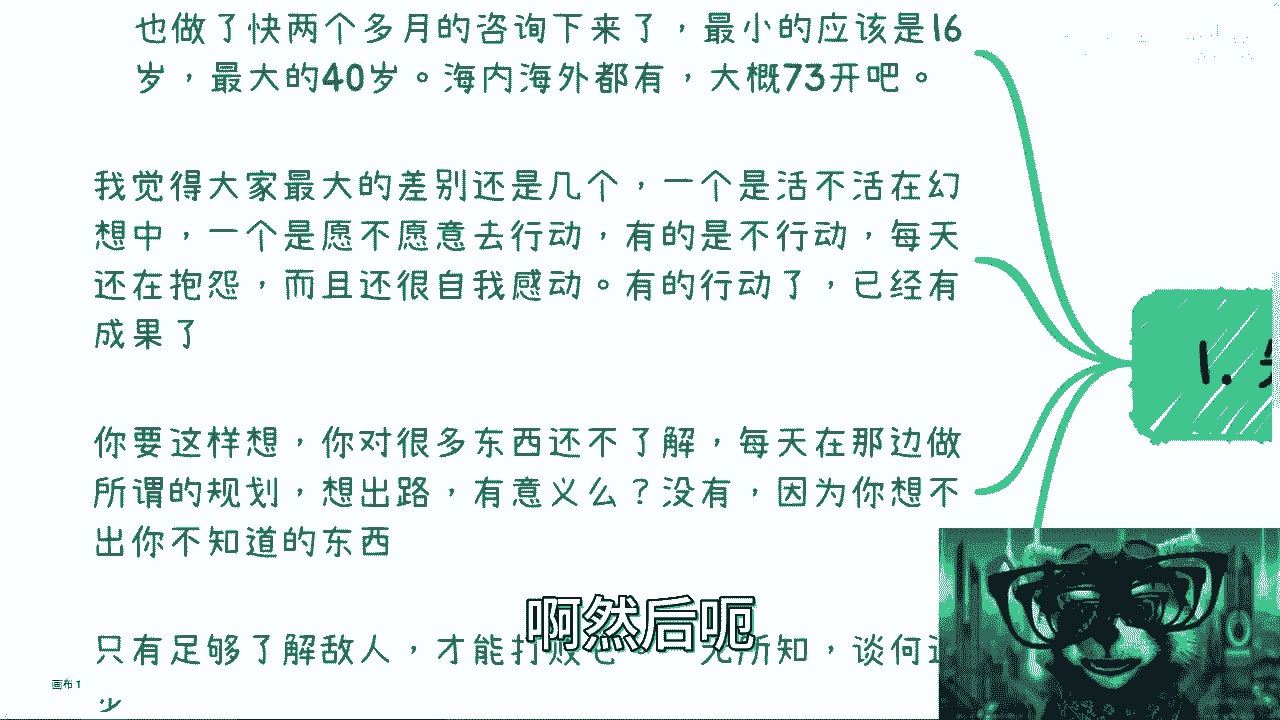 也做了快两个多月的咨询下来了，最小的应该是16
岁，最大的40岁。海内海外都有，大概73开吧。
我觉得大家最大的差别还是几个，一个是活不活在幻
想中，一个是愿不愿意去行动，有的是不行动，每天
还在抱怨，而且还很自我感动。有的行动了，已经有
成果了
你要这样想，你对很多东西还不了解，每天在那边做
所谓的规划，想出路，有意义么？没有，因为你想不
出你不知道的东西
只有足够了解敌人，才能打 所知，谈何
啊然后呃
画布 1
1.